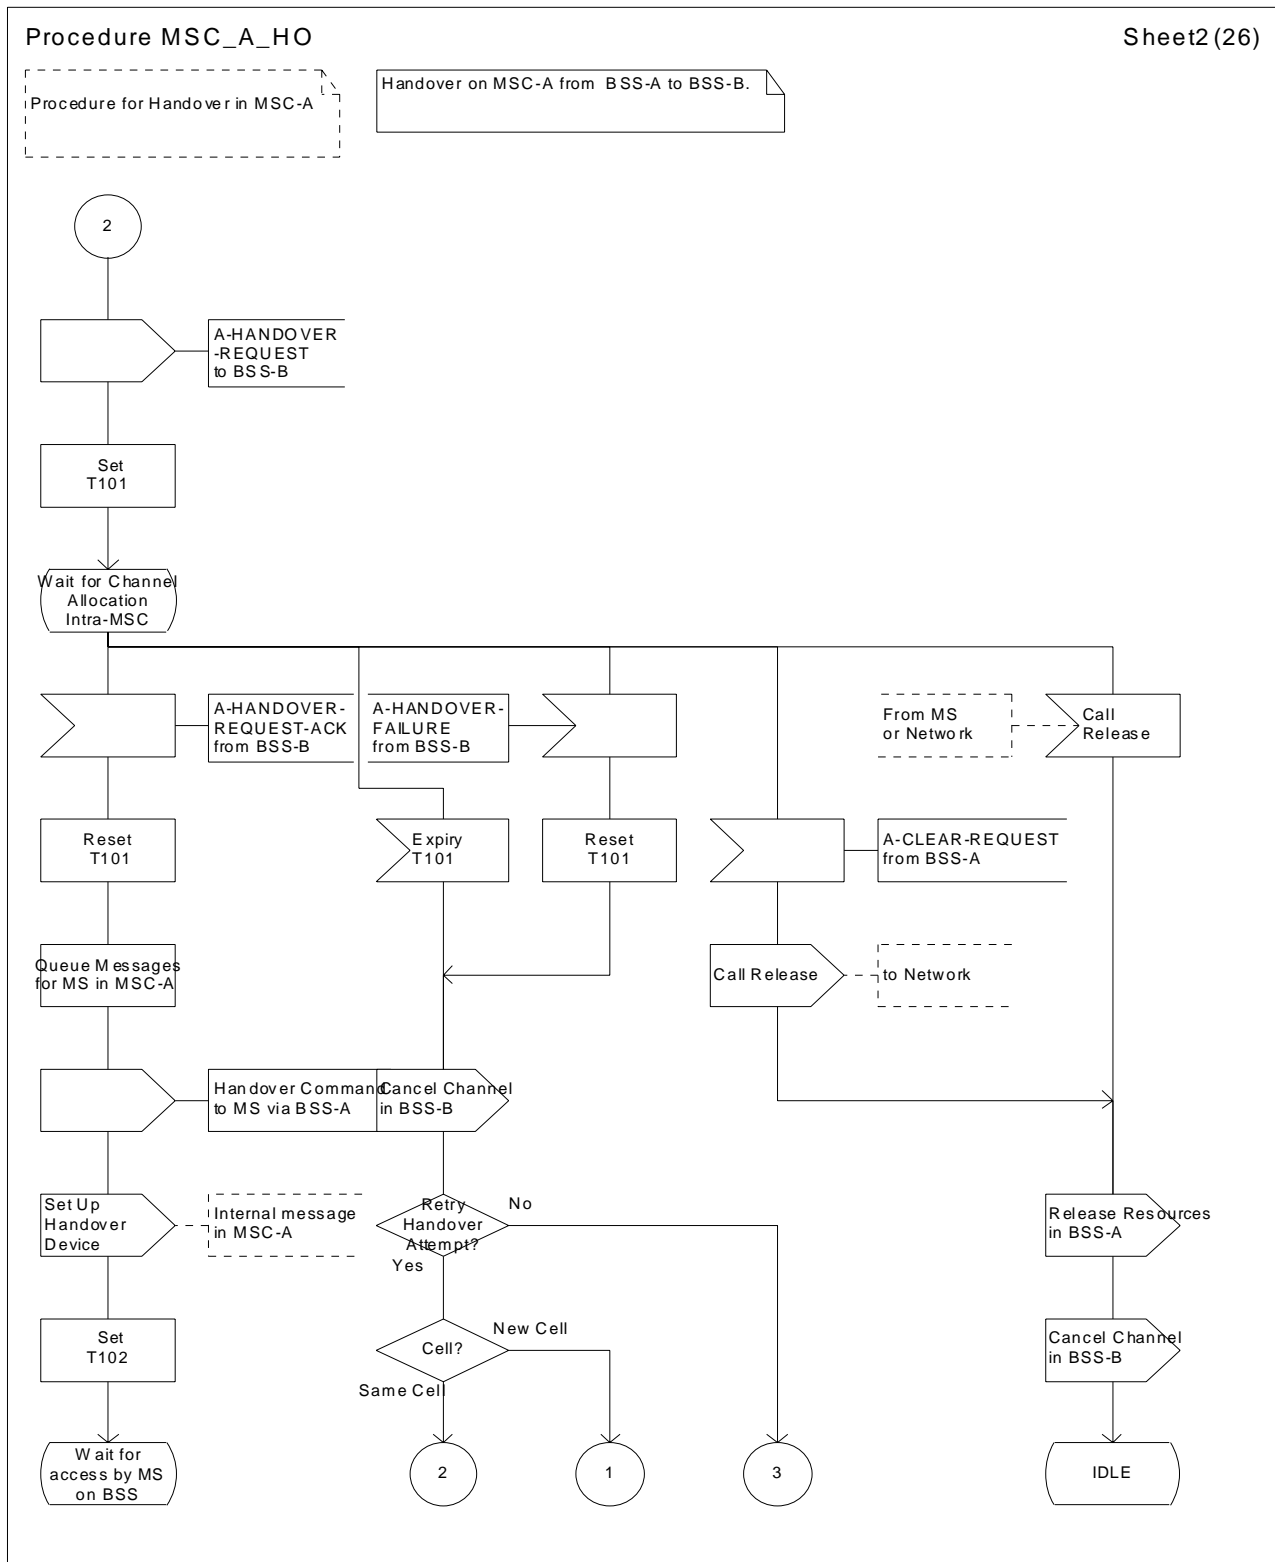 Procedure MSC_A_HO
Sheet2(26)
Procedure for Handover in MSC-A
Handover on MSC-A from BSS-A to BSS-B.
2
A-HANDOVER
-REQUEST
to BSS-B
Set
T101
Wait for Channel
Allocation
Intra-MSC
A-HANDOVER-
REQUEST-ACK
from BSS-B
A-HANDOVER-
FAILURE
from BSS-B
From MS
or Network
Call
Release
Reset
T101
Expiry
T101
Reset
T101
A-CLEAR-REQUEST
from BSS-A
Queue Messages
for MS in MSC-A
Call Release
to Network
Handover Command
to MS via BSS-A
Cancel Channel
in BSS-B
Set Up
Handover
Device
Internal message
in MSC-A
Retry
Handover
Attempt?
No
Yes
Release Resources
in BSS-A
Set
T102
Cell?
New Cell
Same Cell
Cancel Channel
in BSS-B
Wait for
access by MS
on BSS
2
1
3
IDLE